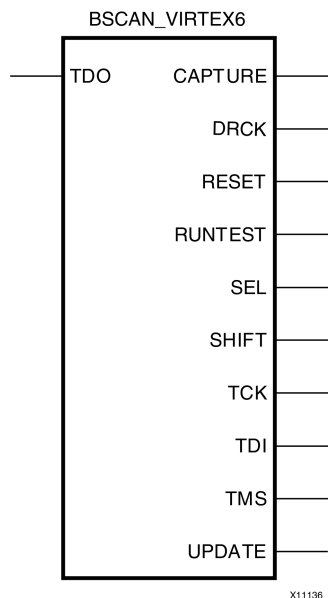 BSCAN_VIRTEX6
TDO CAPTURE
DRCK
RESET
RUNTEST
SEL
SHIFT
TCK
TDI
TMS
UPDATE
X11136